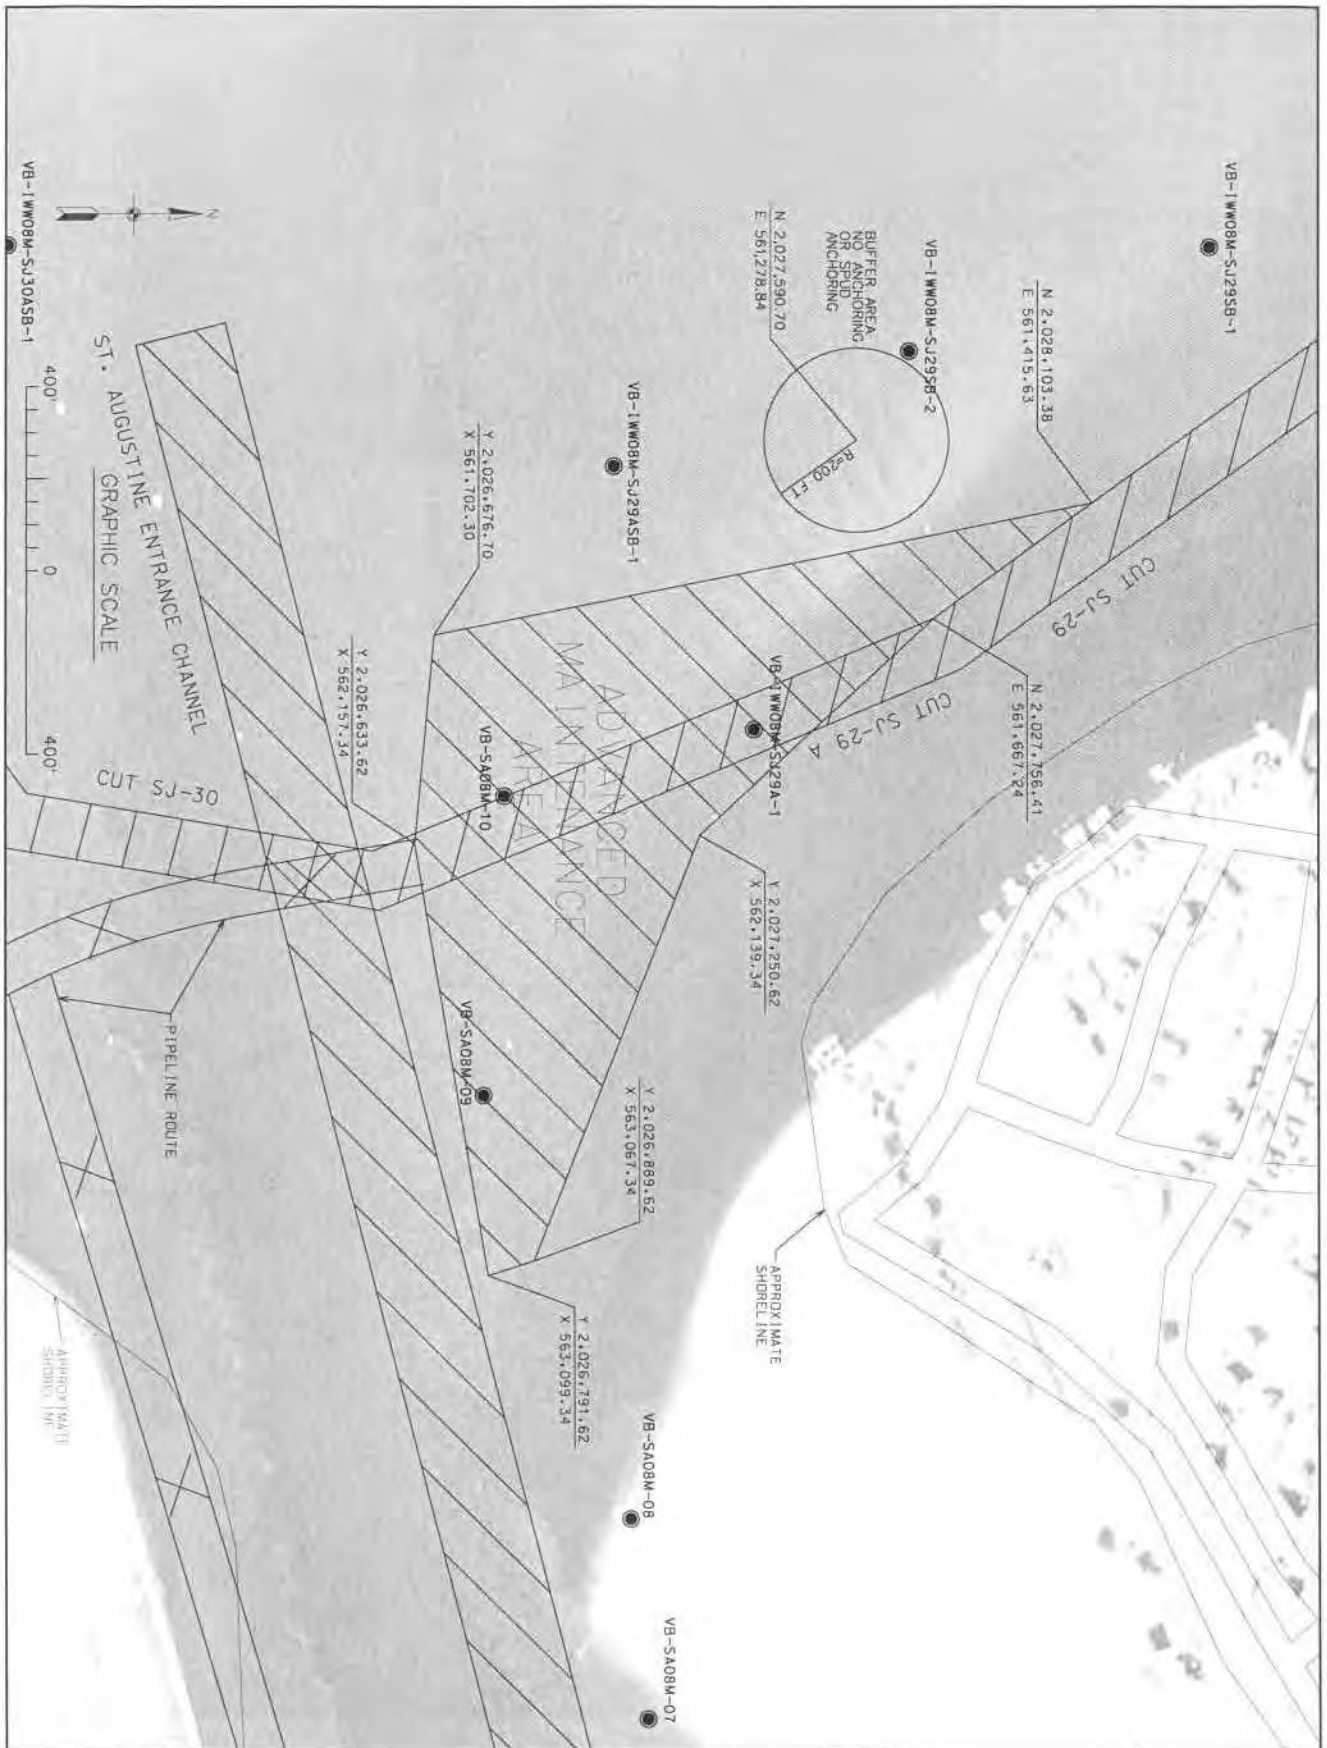 VB-IWW08M-SJ29SB-1
N 2,028,103.38
E 561,415.63
VB-IWW08M-SJ29SB-2
BUFFER AREA
NO ANCHORING
OR SPUD
ANCHORING
N 2,027,590.70
E 561,278.84
R=200 FT.
CUT SJ-29
N 2,027,756.41
E 561,667.24
CUT SJ-29 A
VB-IWW08M-SJ29A-1
VB-IWW08M-SJ29ASB-1
ADVANCED
MAINTENANCE
AREA
Y 2,027,250.62
X 562,139.34
Y 2,026,676.70
X 561,702.30
VB-SA08M-10
VB-SA08M-09
Y 2,026,889.62
X 563,067.34
APPROXIMATE
SHORELINE
Y 2,026,791.62
X 563,099.34
VB-SA08M-08
VB-SA08M-07
Y 2,026,633.62
X 562,157.34
N
ST. AUGUSTINE ENTRANCE CHANNEL
GRAPHIC SCALE
400' 0 400'
CUT SJ-30
PIPELINE ROUTE
APPROXIMATE
SHORELINE
VB-IWW08M-SJ30ASB-1